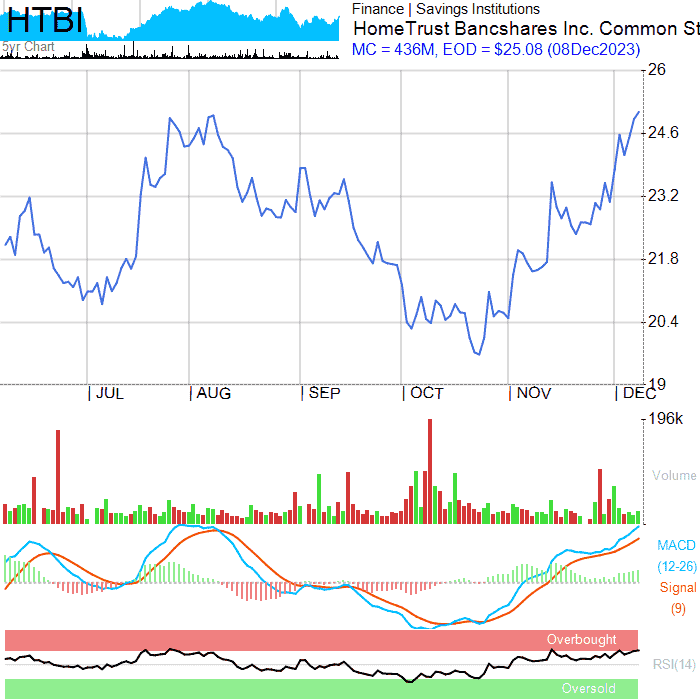 HTBI
5yr Chart
Finance | Savings Institutions
HomeTrust Bancshares Inc. Common St
MC = 436M, EOD = $25.08 (08Dec2023)
26
24.6
23.2
21.8
20.4
19
| JUL | AUG | SEP | OCT | NOV | DEC
196k
Volume
MACD
(12-26)
Signal
(9)
Overbought
RSI(14)
Oversold